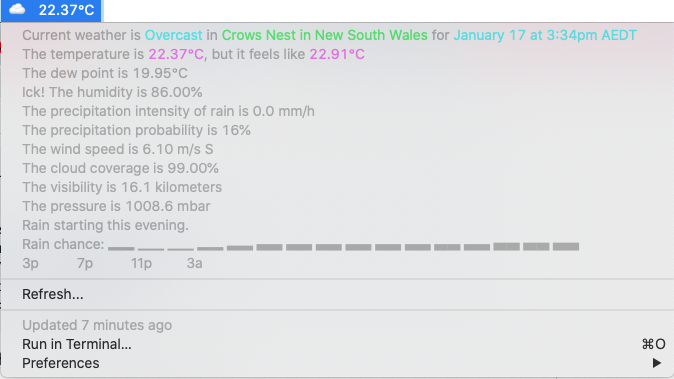 22.37°C
Current weather is Overcast in Crows Nest in New South Wales for January 17 at 3:34pm AEDT
The temperature is 22.37°C, but it feels like 22.91°C
The dew point is 19.95°C
Ick! The humidity is 86.00%
The precipitation intensity of rain is 0.0 mm/h
The precipitation probability is 16%
The wind speed is 6.10 m/s S
The cloud coverage is 99.00%
The visibility is 16.1 kilometers
The pressure is 1008.6 mbar
Rain starting this evening.
Rain chance:
3p 7p 11p 3a
Refresh...
Updated 7 minutes ago
Run in Terminal... ⌘O
Preferences